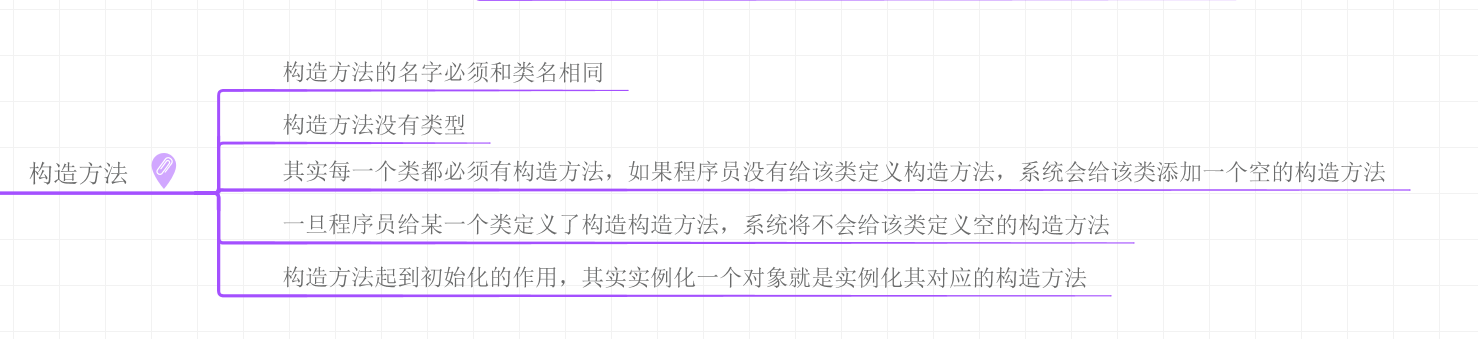 构造方法的名字必须和类名相同
构造方法没有类型
构造方法
其实每一个类都必须有构造方法，如果程序员没有给该类定义构造方法，系统会给该类添加一个空的构造方法
一旦程序员给某一个类定义了构造构造方法，系统将不会给该类定义空的构造方法
构造方法起到初始化的作用，其实实例化一个对象就是实例化其对应的构造方法